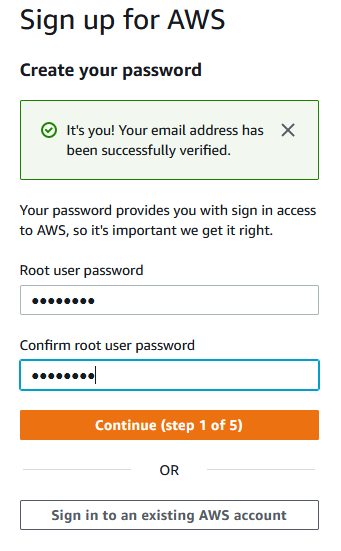 Sign up for AWS
Create your password
It's you! Your email address has
been successfully verified.
Your password provides you with sign in access
to AWS, so it's important we get it right.
Root user password
●●●●●●●●
Confirm root user password
●●●●●●●●
Continue (step 1 of 5)
OR
Sign in to an existing AWS account